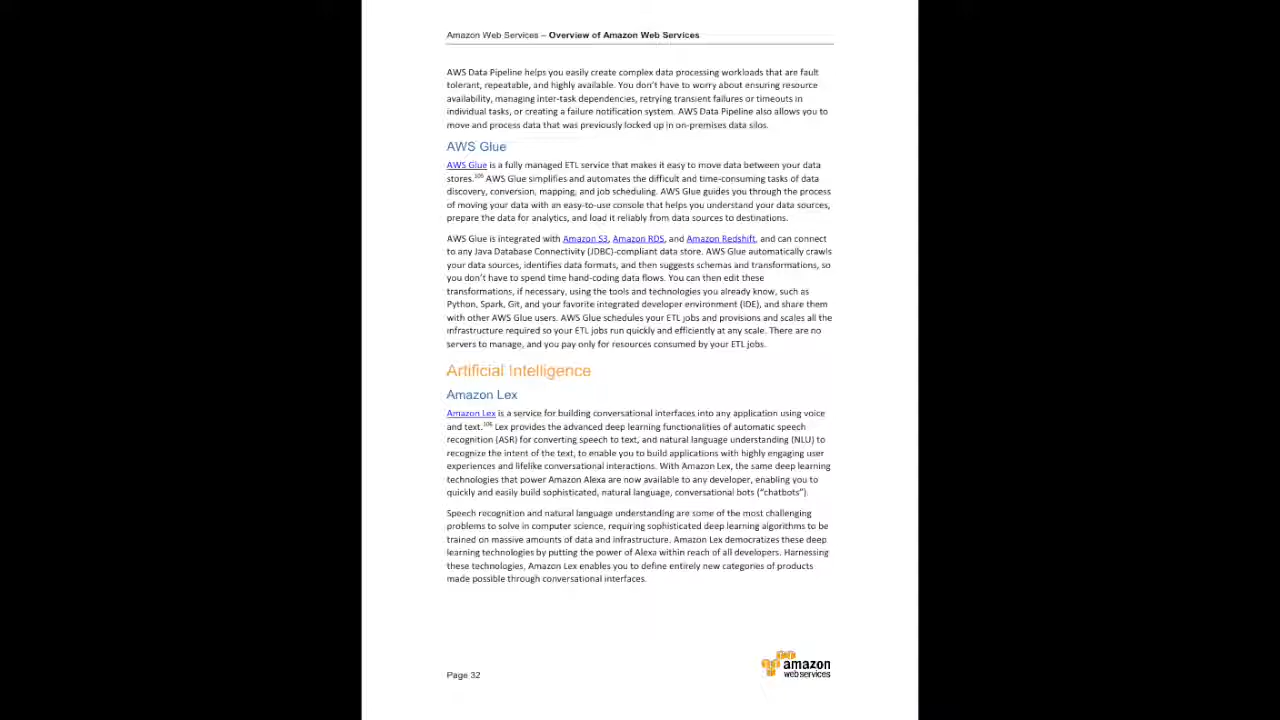 Amazon Web Services – Overview of Amazon Web Services
AWS Data Pipeline helps you easily create complex data processing workloads that are fault
tolerant, repeatable, and highly available. You don't have to worry about ensuring resource
availability, managing inter-task dependencies, retrying transient failures or timeouts in
individual tasks, or creating a failure notification system. AWS Data Pipeline also allows you to
move and process data that was previously locked up in on-premises data silos.
AWS Glue
AWS Glue is a fully managed ETL service that makes it easy to move data between your data
stores.105 AWS Glue simplifies and automates the difficult and time-consuming tasks of data
discovery, conversion, mapping, and job scheduling. AWS Glue guides you through the process
of moving your data with an easy-to-use console that helps you understand your data sources,
prepare the data for analytics, and load it reliably from data sources to destinations.
AWS Glue is integrated with Amazon S3, Amazon RDS, and Amazon Redshift, and can connect
to any Java Database Connectivity (JDBC)-compliant data store. AWS Glue automatically crawls
your data sources, identifies data formats, and then suggests schemas and transformations, so
you don't have to spend time hand-coding data flows. You can then edit these
transformations, if necessary, using the tools and technologies you already know, such as
Python, Spark, Git, and your favorite integrated developer environment (IDE), and share them
with other AWS Glue users. AWS Glue schedules your ETL jobs and provisions and scales all the
infrastructure required so your ETL jobs run quickly and efficiently at any scale. There are no
servers to manage, and you pay only for resources consumed by your ETL jobs.
Artificial Intelligence
Amazon Lex
Amazon Lex is a service for building conversational interfaces into any application using voice
and text.106 Lex provides the advanced deep learning functionalities of automatic speech
recognition (ASR) for converting speech to text, and natural language understanding (NLU) to
recognize the intent of the text, to enable you to build applications with highly engaging user
experiences and lifelike conversational interactions. With Amazon Lex, the same deep learning
technologies that power Amazon Alexa are now available to any developer, enabling you to
quickly and easily build sophisticated, natural language, conversational bots (“chatbots”).
Speech recognition and natural language understanding are some of the most challenging
problems to solve in computer science, requiring sophisticated deep learning algorithms to be
trained on massive amounts of data and infrastructure. Amazon Lex democratizes these deep
learning technologies by putting the power of Alexa within reach of all developers. Harnessing
these technologies, Amazon Lex enables you to define entirely new categories of products
made possible through conversational interfaces.
Page 32
amazon
webservices